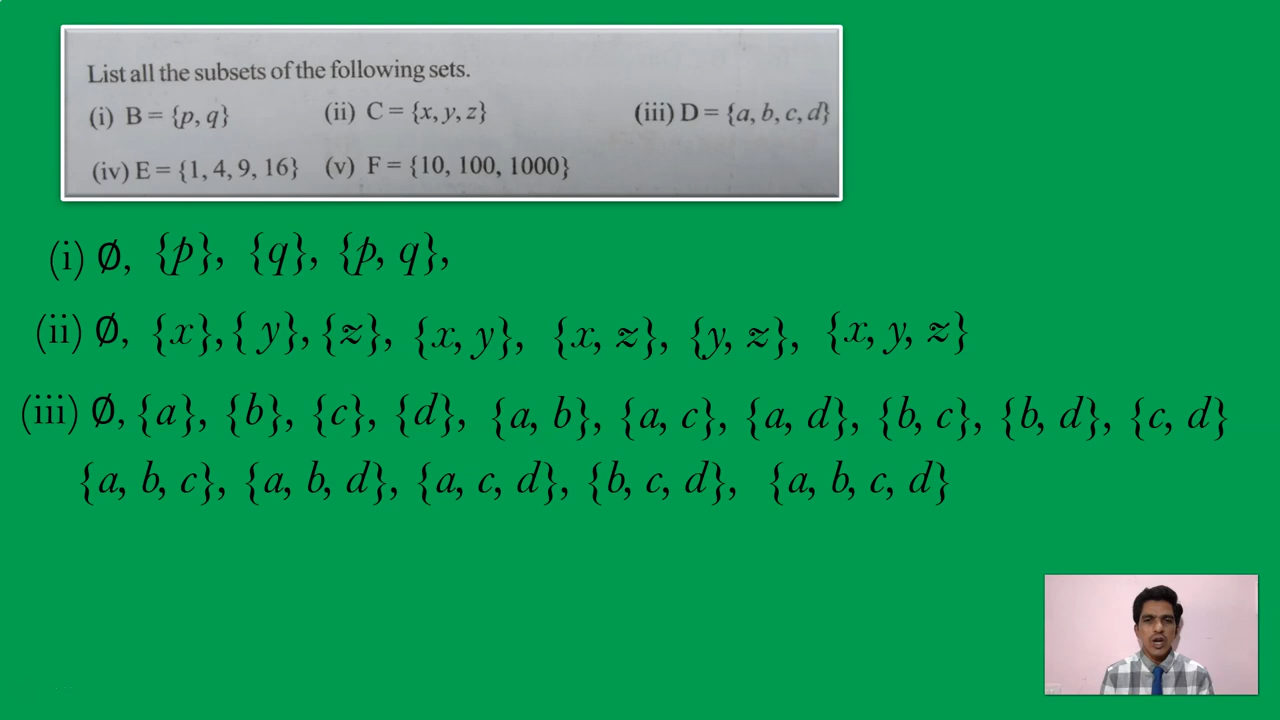 List all the subsets of the following sets.
(i) B = {p, q} (ii) C = {x, y, z} (iii) D = {a, b, c, d}
(iv) E = {1, 4, 9, 16} (v) F = {10, 100, 1000}
(i) ∅, {p}, {q}, {p, q},
(ii) ∅, {x}, { y}, {z}, {x, y}, {x, z}, {y, z}, {x, y, z}
(iii) ∅, {a}, {b}, {c}, {d}, {a, b}, {a, c}, {a, d}, {b, c}, {b, d}, {c, d}
{a, b, c}, {a, b, d}, {a, c, d}, {b, c, d}, {a, b, c, d}